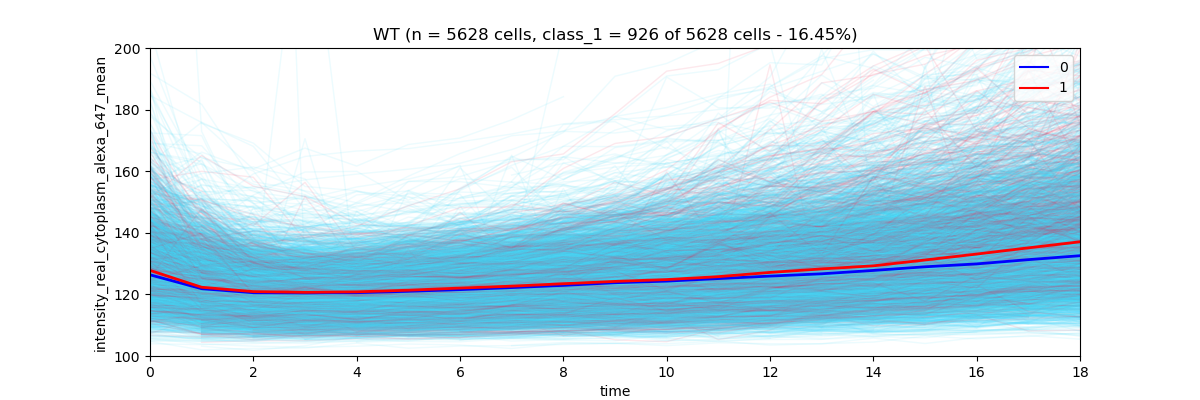 WT (n = 5628 cells, class_1 = 926 of 5628 cells - 16.45%)
intensity_real_cytoplasm_alexa_647_mean
200
180
160
140
120
100
0 2 4 6 8 10 12 14 16 18
time
0
1